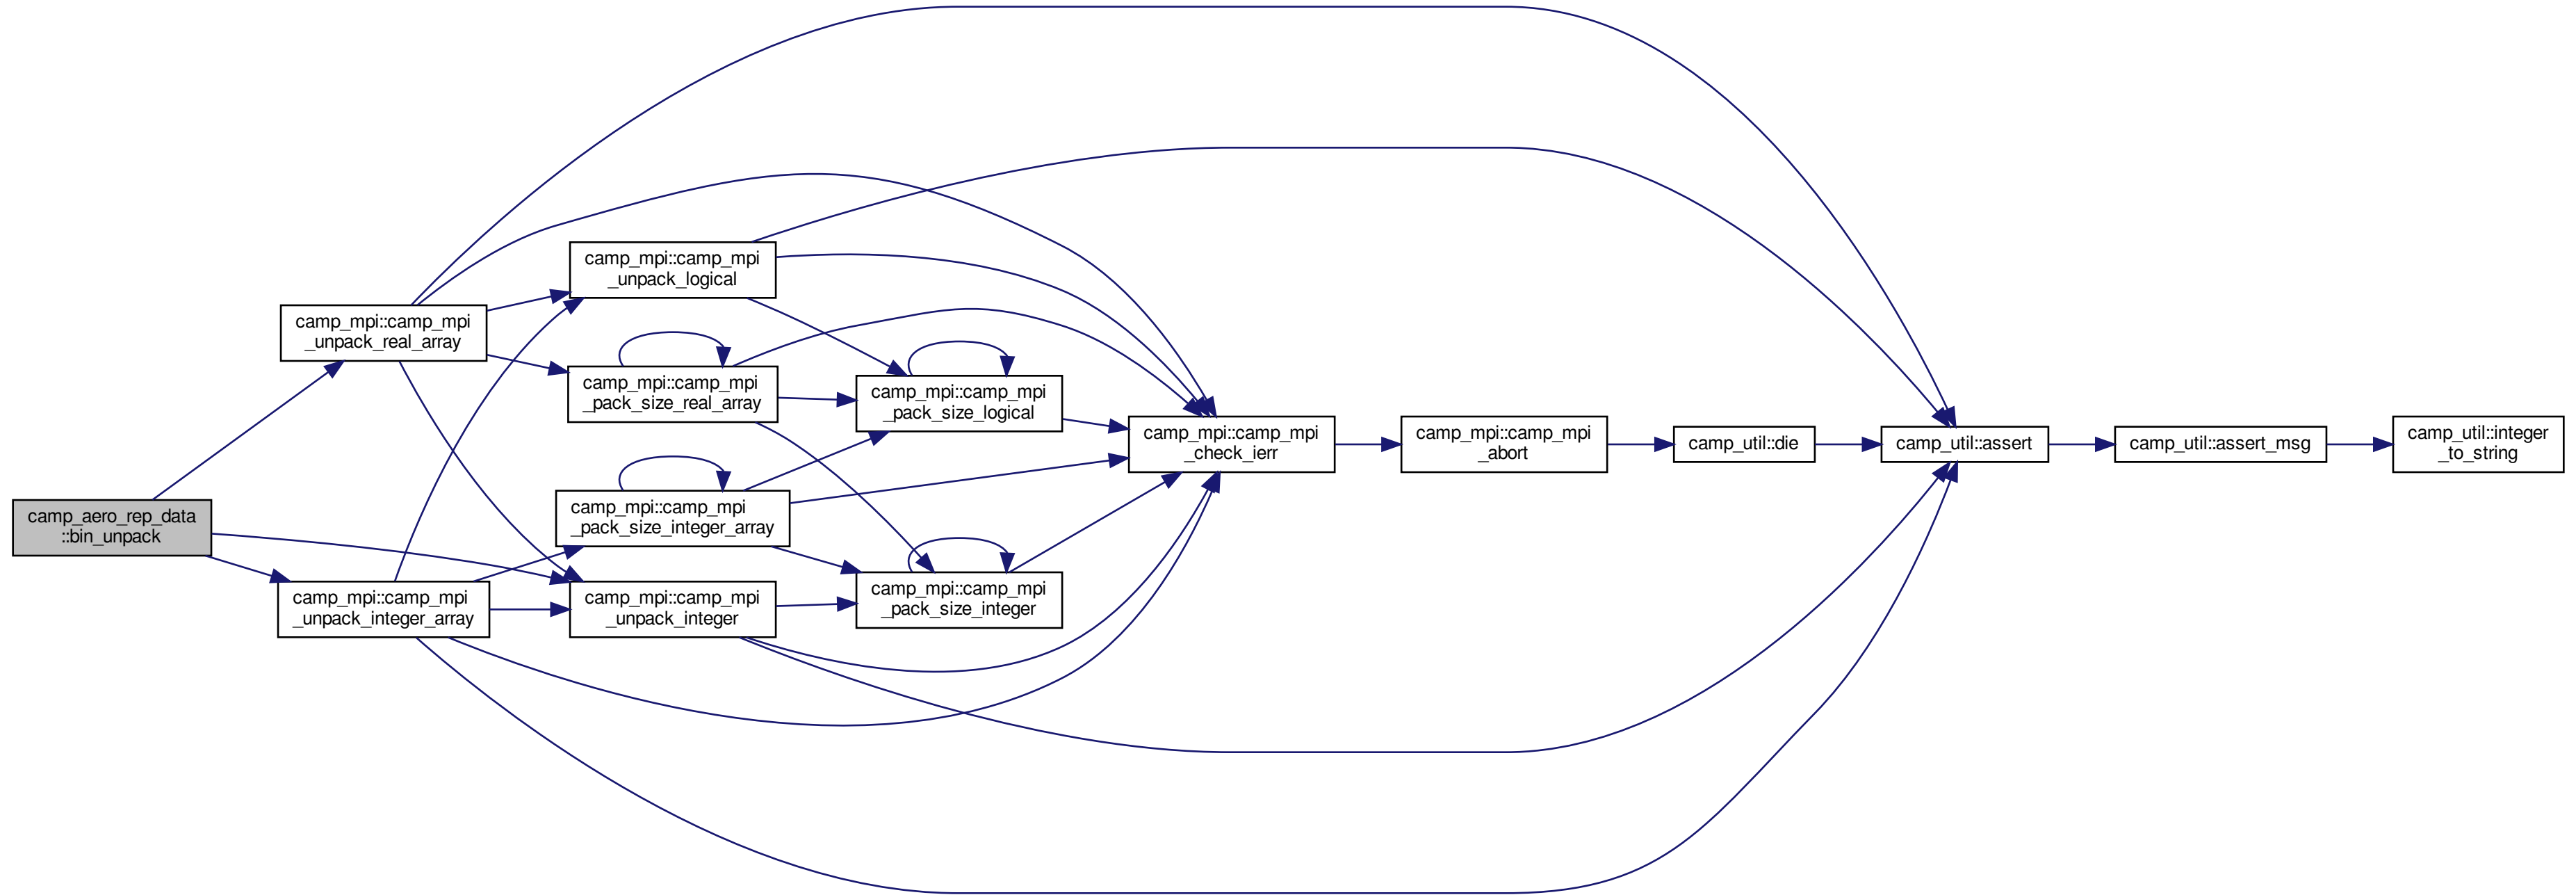 camp_aero_rep_data
::bin_unpack
camp_mpi::camp_mpi
_unpack_real_array
camp_mpi::camp_mpi
_unpack_integer_array
camp_mpi::camp_mpi
_unpack_logical
camp_mpi::camp_mpi
_pack_size_real_array
camp_mpi::camp_mpi
_pack_size_integer_array
camp_mpi::camp_mpi
_unpack_integer
camp_mpi::camp_mpi
_pack_size_logical
camp_mpi::camp_mpi
_pack_size_integer
camp_mpi::camp_mpi
_check_ierr
camp_mpi::camp_mpi
_abort
camp_util::die
camp_util::assert
camp_util::assert_msg
camp_util::integer
_to_string